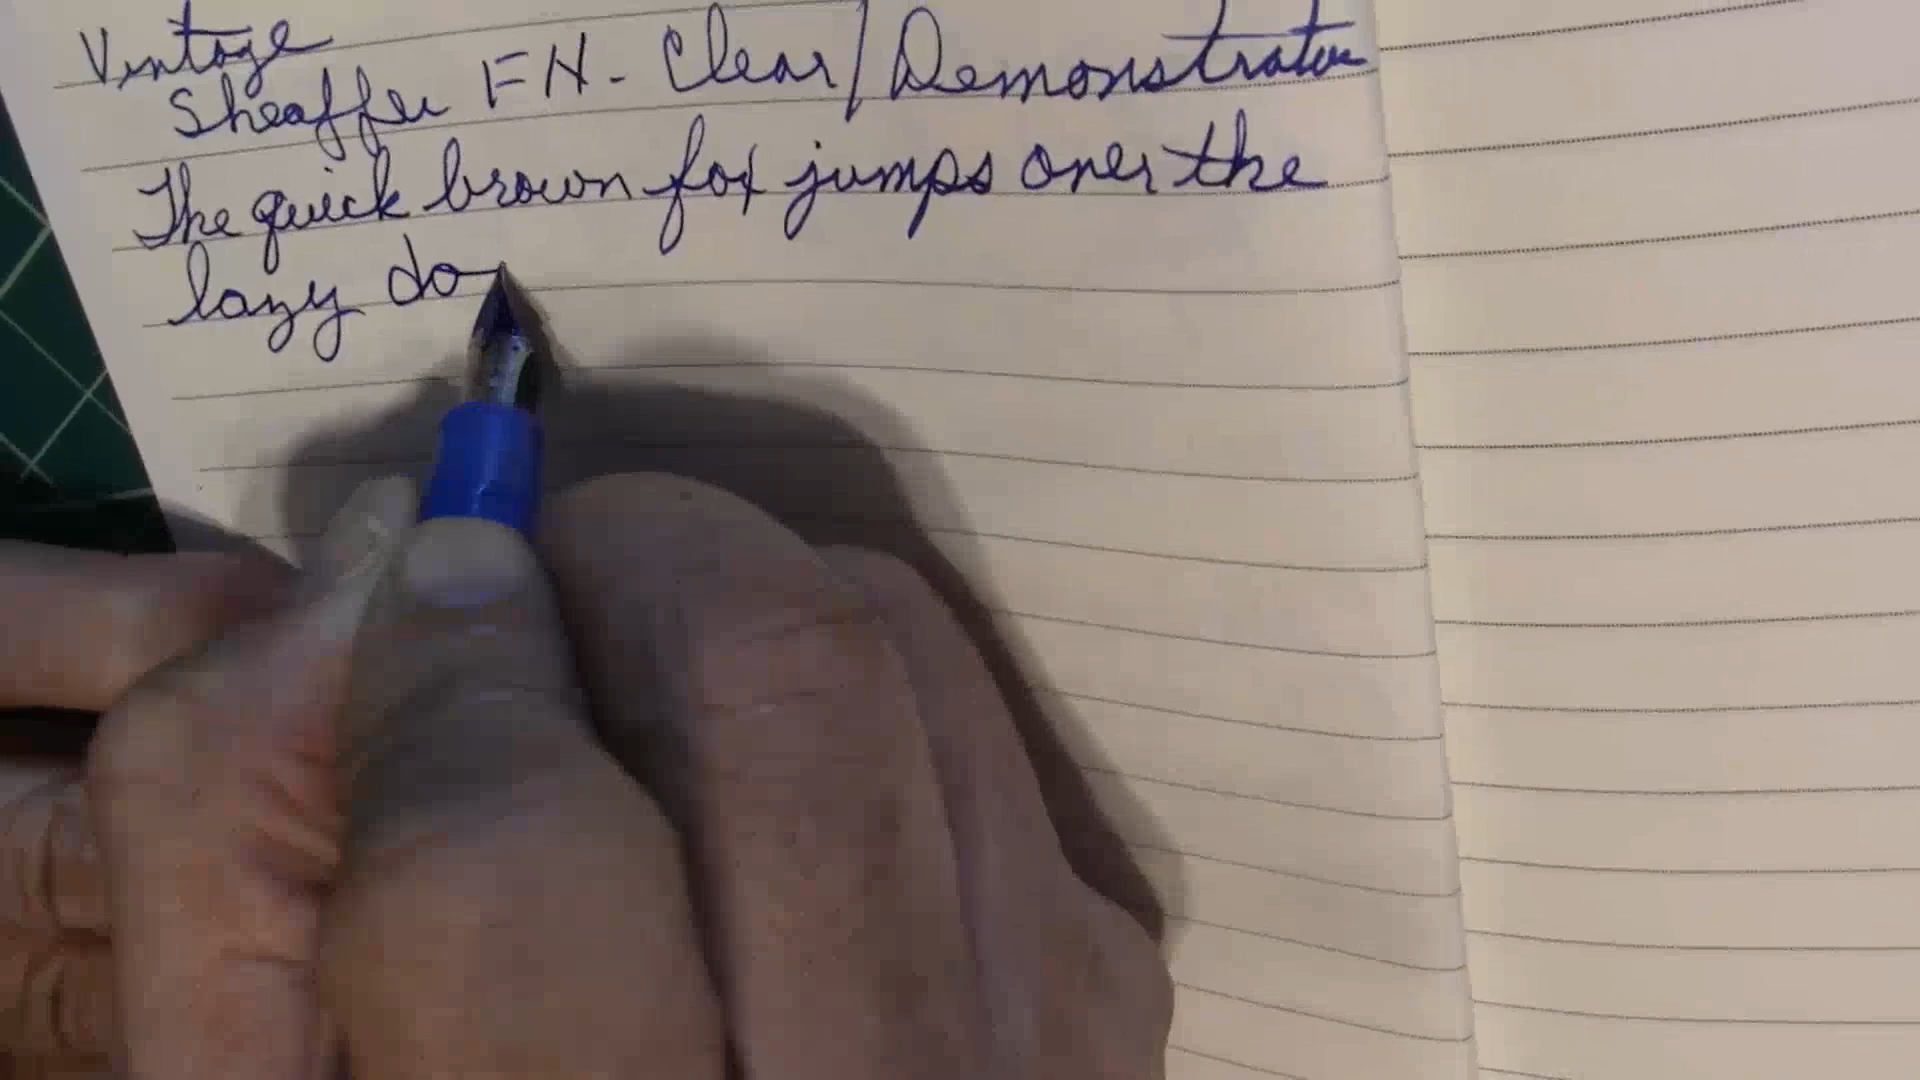 Vintage
Sheaffer FH - Clear/Demonstrator
The quick brown fox jumps over the
lazy do